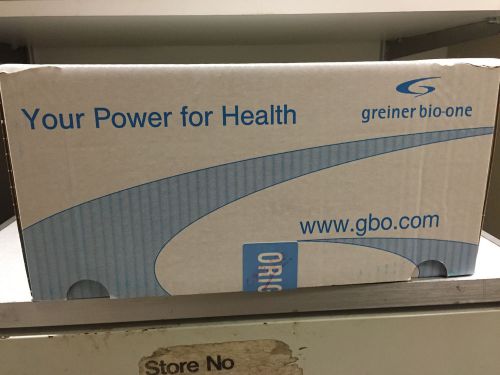 Your Power for Health
greiner bio-one
www.gbo.com
ORIG
Store No